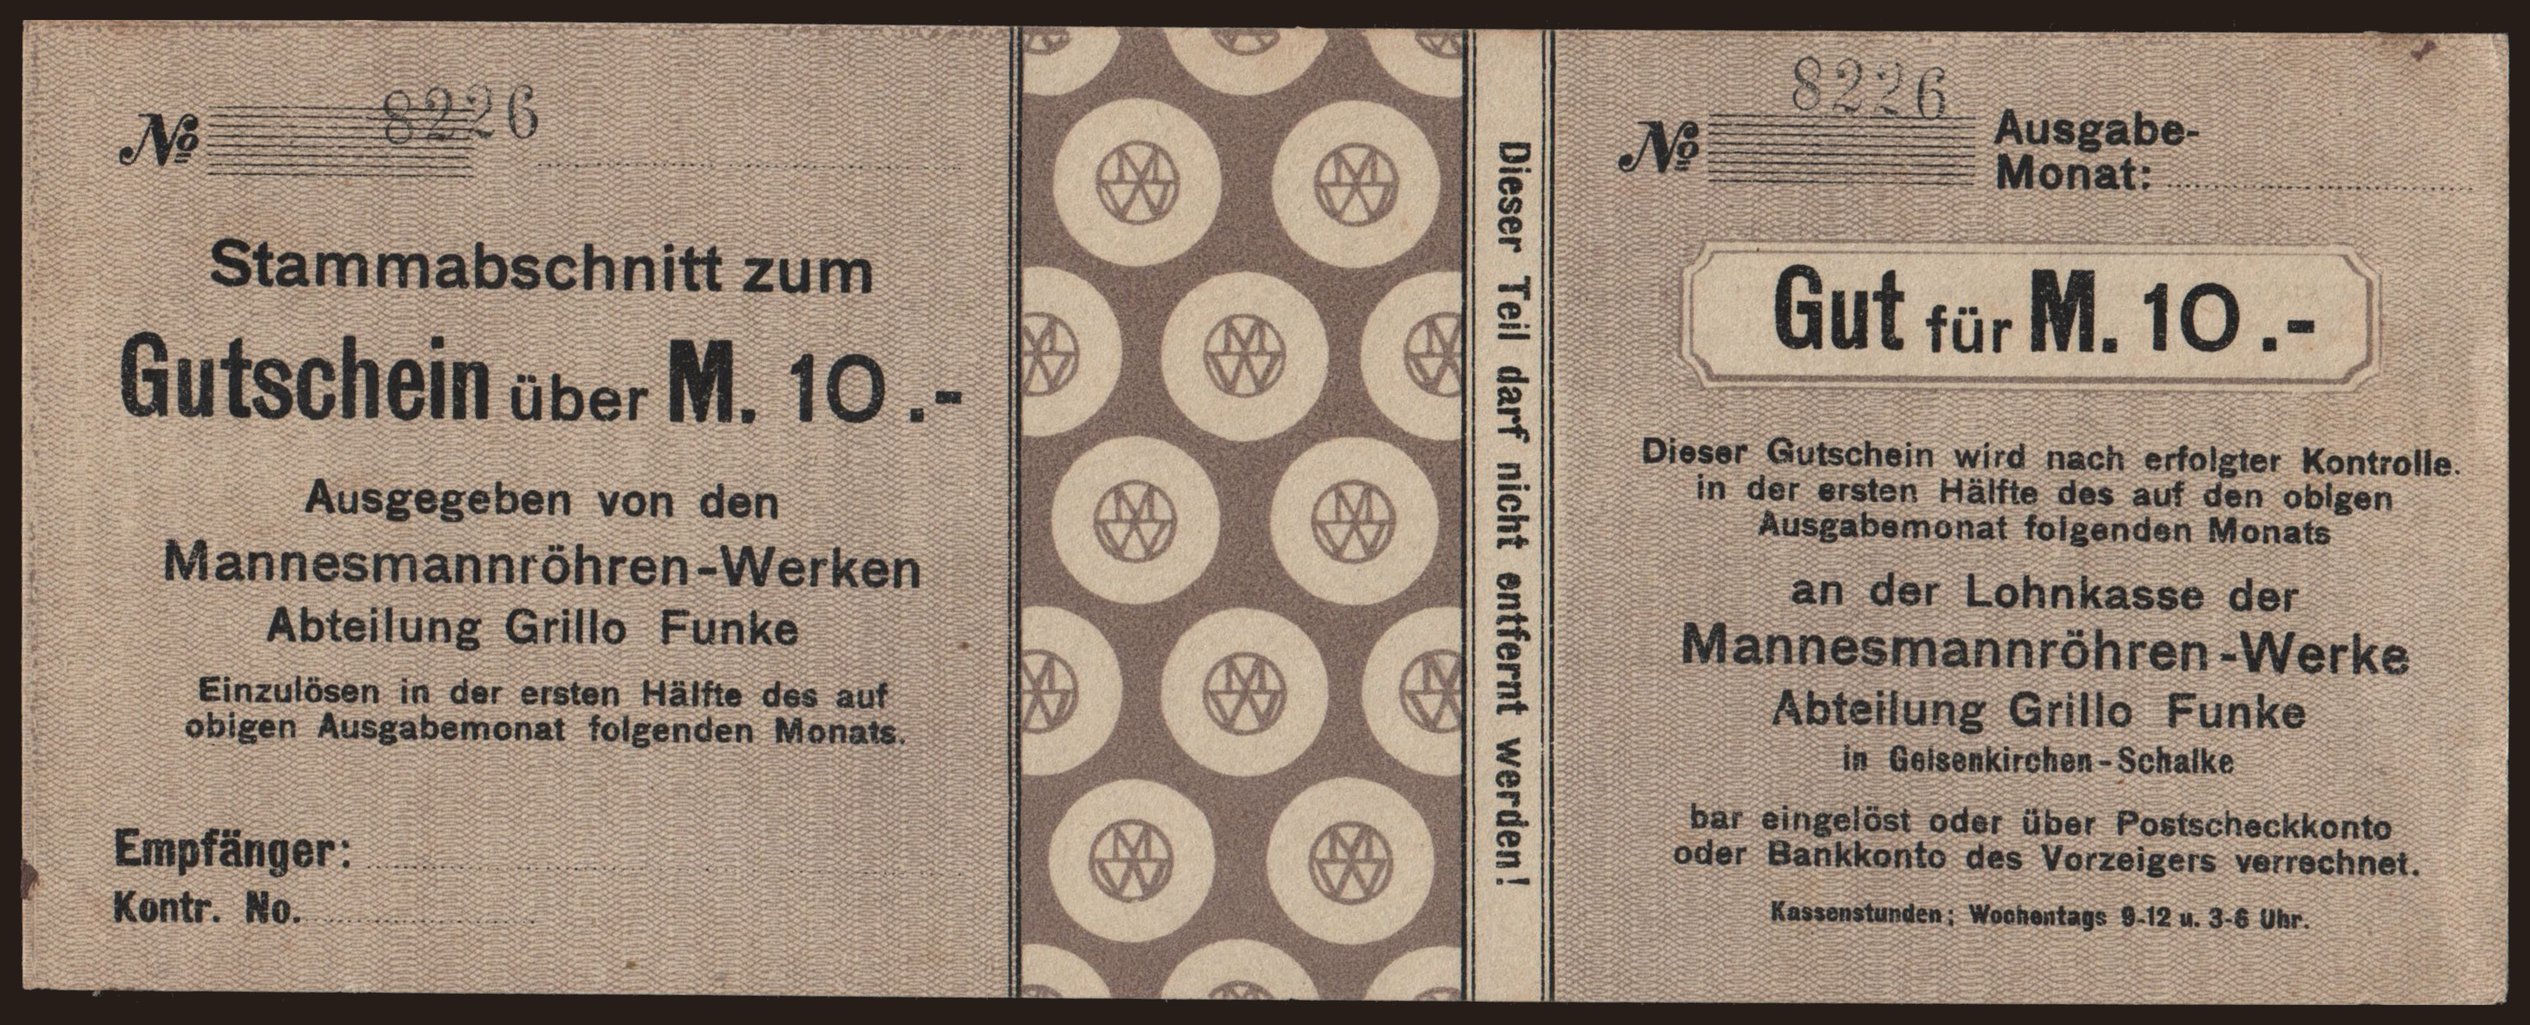 № 8226
Stammabschnitt zum
Gutschein über M. 10.-
Ausgegeben von den
Mannesmannröhren-Werken
Abteilung Grillo Funke
Einzulösen in der ersten Hälfte des auf
obigen Ausgabemonat folgenden Monats.
Empfänger:
Kontr. No.
Dieser Teil darf nicht entfernt werden!
№ 8226
Ausgabe-
Monat:
Gut für M. 10.-
Dieser Gutschein wird nach erfolgter Kontrolle.
in der ersten Hälfte des auf den obigen
Ausgabemonat folgenden Monats
an der Lohnkasse der
Mannesmannröhren-Werke
Abteilung Grillo Funke
in Gelsenkirchen-Schalke
bar eingelöst oder über Postscheckkonto
oder Bankkonto des Vorzeigers verrechnet.
Kassenstunden: Wochentags 9-12 u. 3-6 Uhr.